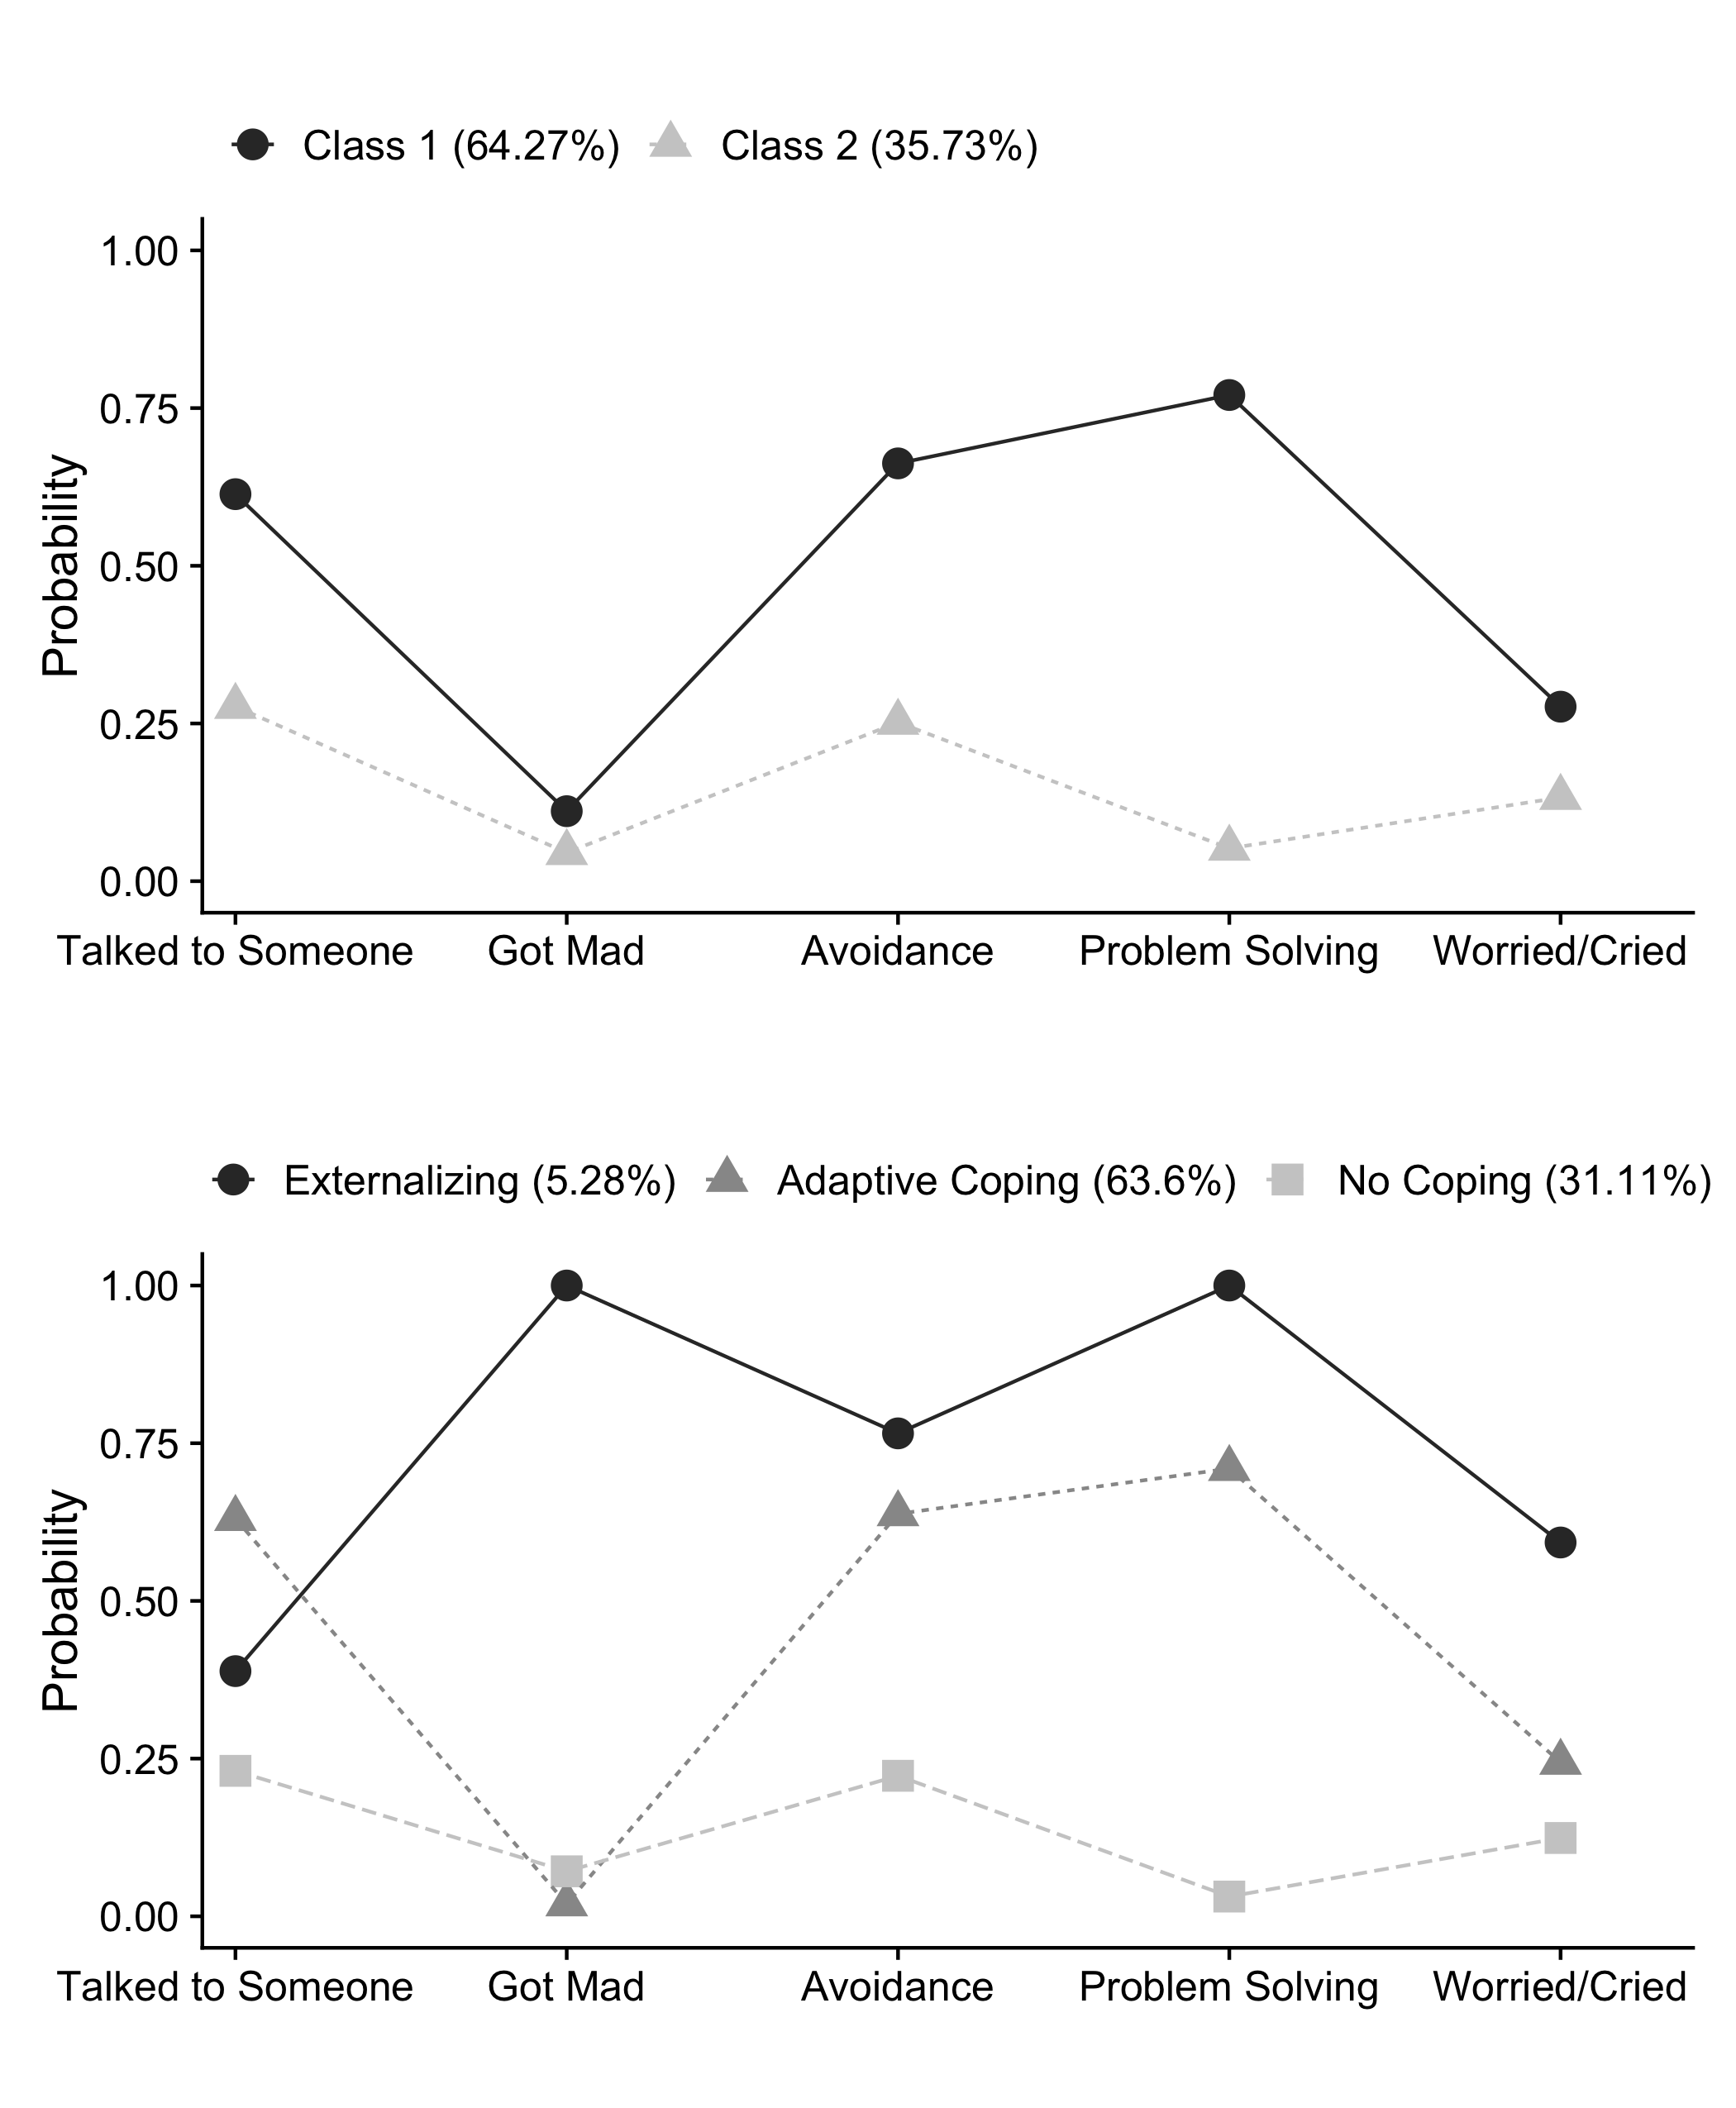 Class 1 (64.27%) Class 2 (35.73%)
1.00
0.75
0.50
0.25
0.00
Probability
Talked to Someone Got Mad Avoidance Problem Solving Worried/Cried
Externalizing (5.28%) Adaptive Coping (63.6%) No Coping (31.11%)
1.00
0.75
0.50
0.25
0.00
Probability
Talked to Someone Got Mad Avoidance Problem Solving Worried/Cried